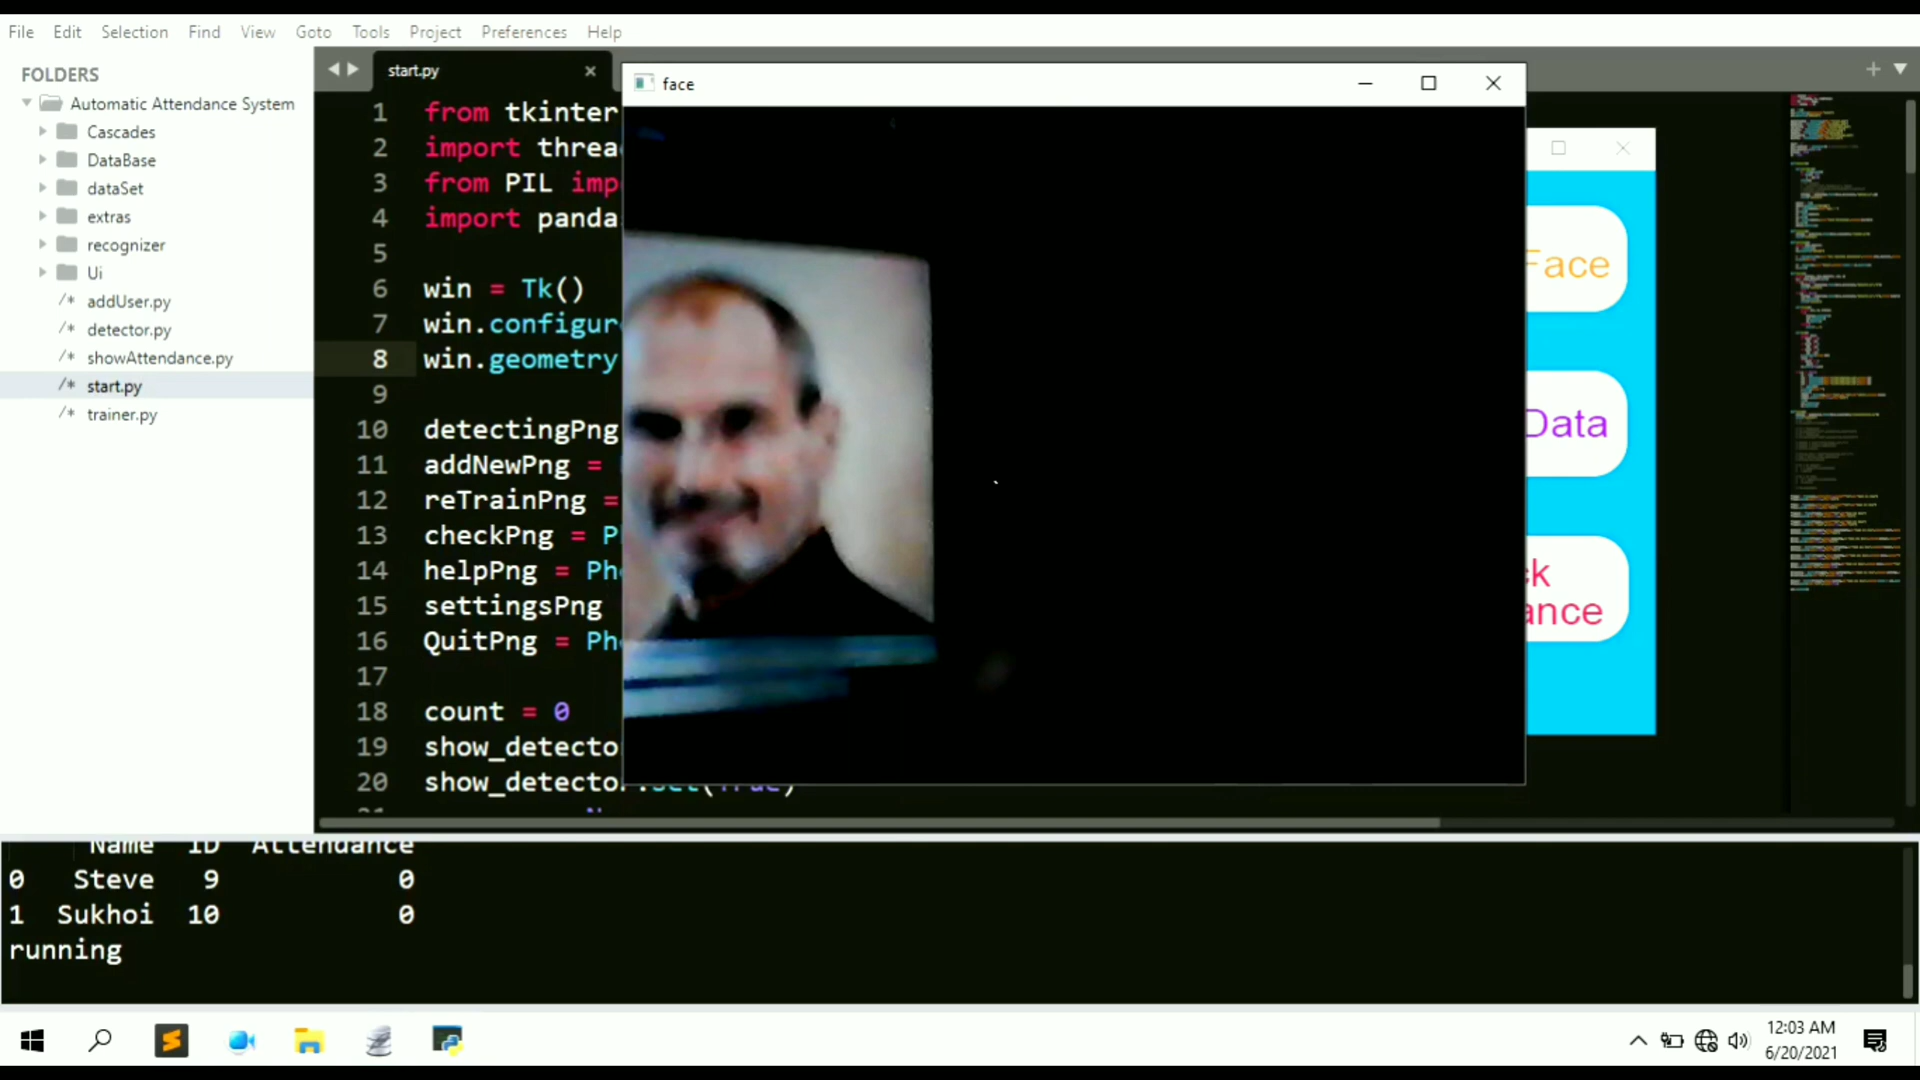 File Edit Selection Find View Goto Tools Project Preferences Help
FOLDERS
Automatic Attendance System
Cascades
DataBase
dataSet
extras
recognizer
Ui
/* addUser.py
/* detector.py
/* showAttendance.py
/* start.py
/* trainer.py
start.py
1 from tkinter
2 import threa
3 from PIL imp
4 import panda
5
6 win = Tk()
7 win.configur
8 win.geometry
9
10 detectingPng
11 addNewPng =
12 reTrainPng =
13 checkPng = P
14 helpPng = Ph
15 settingsPng
16 QuitPng = Ph
17
18 count = 0
19 show_detecto
20 show_detector.set(True)
face
Face
Data
ck
ance
Name ID Attendance
0 Steve 9 0
1 Sukhoi 10 0
running
12:03 AM
6/20/2021